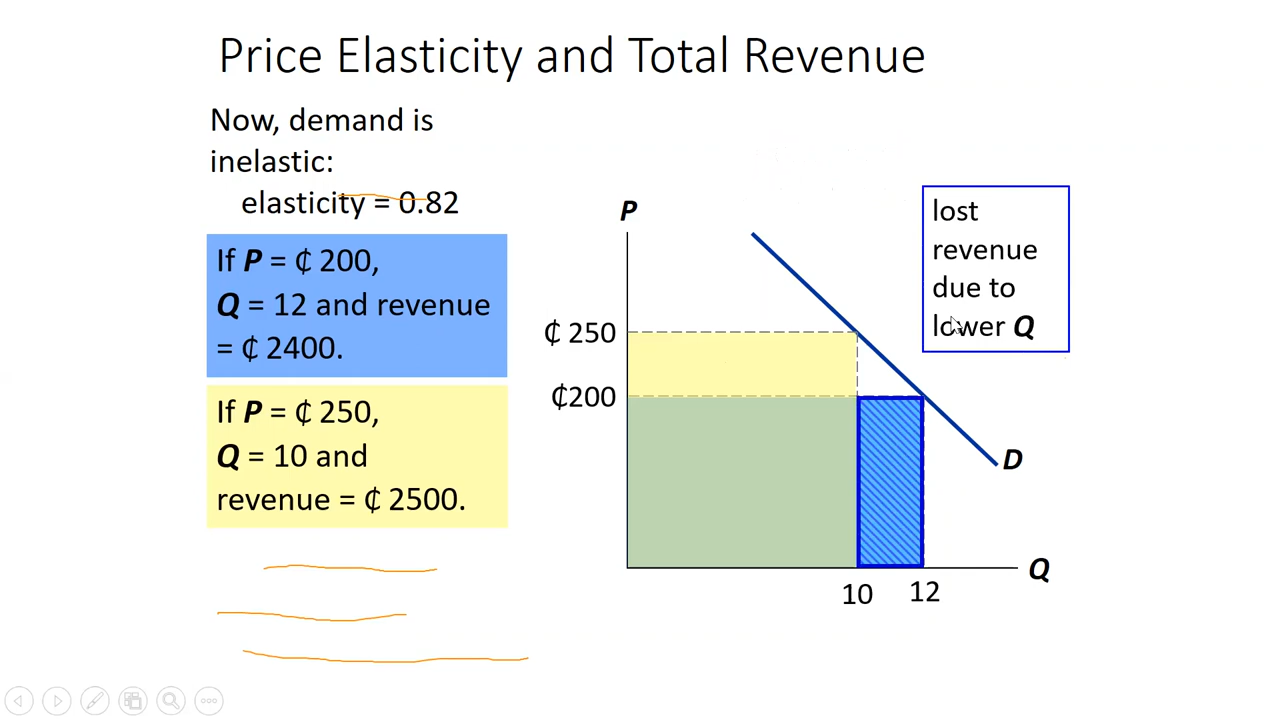 Price Elasticity and Total Revenue
Now, demand is
inelastic:
elasticity = 0.82
If P = ₵ 200,
Q = 12 and revenue
= ₵ 2400.
If P = ₵ 250,
Q = 10 and
revenue = ₵ 2500.
P
₵ 250
₵200
lost
revenue
due to
lower Q
D
Q
10
12